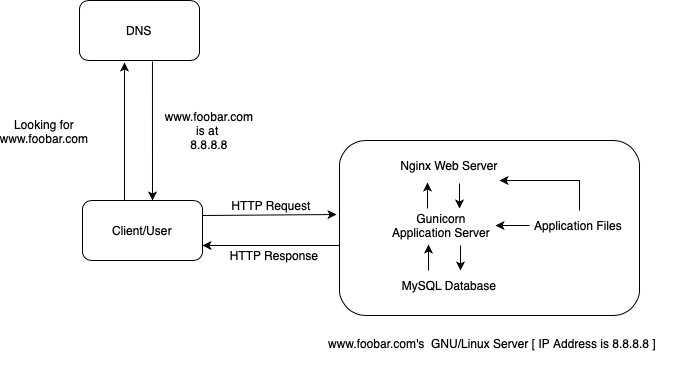 DNS
Looking for
www.foobar.com
www.foobar.com
is at
8.8.8.8
Client/User
HTTP Request
HTTP Response
Nginx Web Server
Gunicorn
Application Server
Application Files
MySQL Database
www.foobar.com's GNU/Linux Server [ IP Address is 8.8.8.8 ]